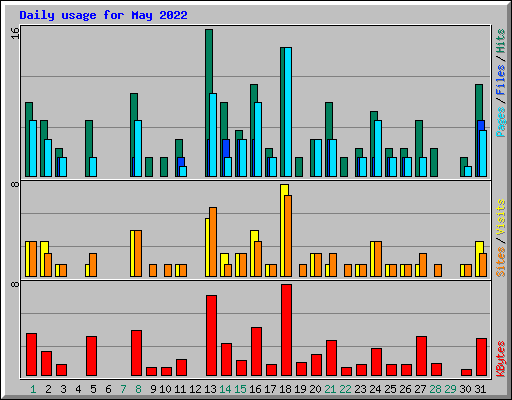 Daily usage for May 2022
16
8
8
Pages / Files / Hits
Sites / Visits
KBytes
1 2 3 4 5 6 7 8 9 10 11 12 13 14 15 16 17 18 19 20 21 22 23 24 25 26 27 28 29 30 31